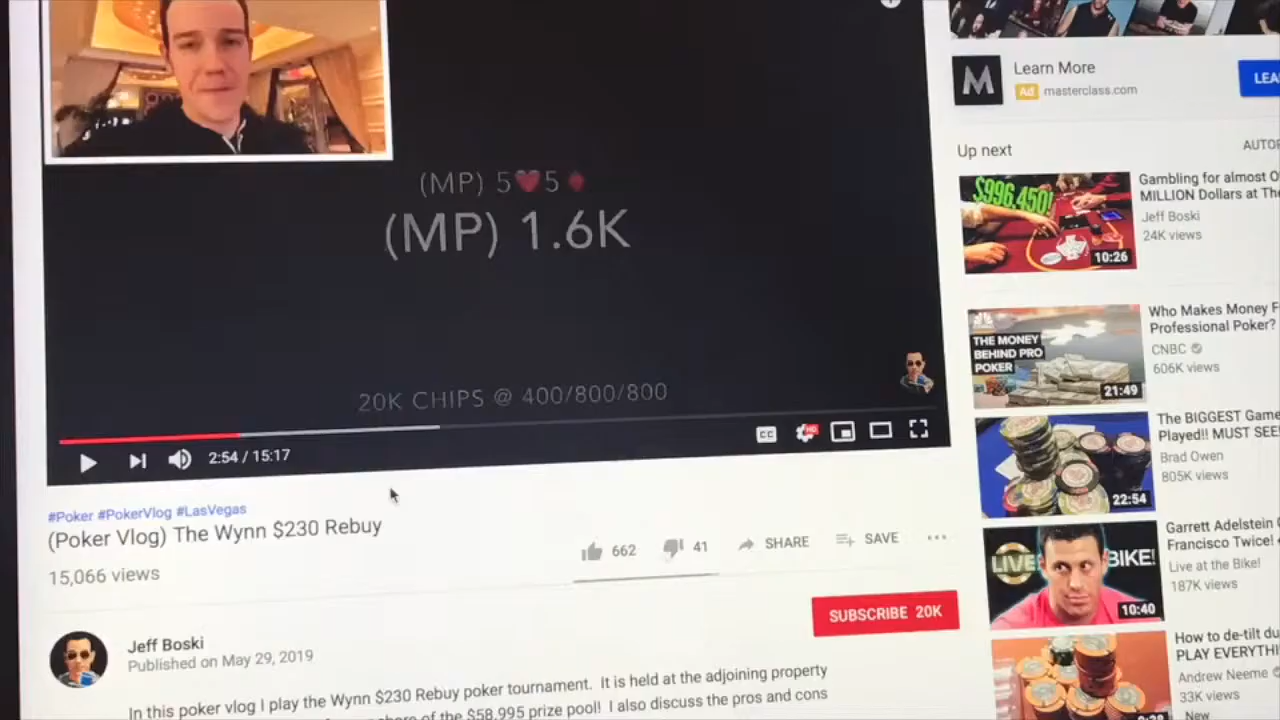 (MP) 5♥5♦
(MP) 1.6K
20K CHIPS @ 400/800/800
CC
HD
2:54 / 15:17
#Poker #PokerVlog #LasVegas
(Poker Vlog) The Wynn $230 Rebuy
15,066 views
662
41
SHARE
SAVE
SUBSCRIBE 20K
Jeff Boski
Published on May 29, 2019
In this poker vlog I play the Wynn $230 Rebuy poker tournament. It is held at the adjoining property
of the $58,995 prize pool! I also discuss the pros and cons
M
Learn More
Ad masterclass.com
Up next
$996,450!
10:26
Gambling for almost
MILLION Dollars at
Jeff Boski
24K views
THE MONEY
BEHIND PRO
POKER
21:49
Who Makes Money
Professional Poker?
CNBC
606K views
22:54
The BIGGEST Game
Played!! MUST SEE!
Brad Owen
805K views
LIVE
BIKE!
10:40
Garrett Adelstein
Francisco Twice!
Live at the Bike!
187K views
How to de-tilt
PLAY
Andrew Neeme
33K views
New